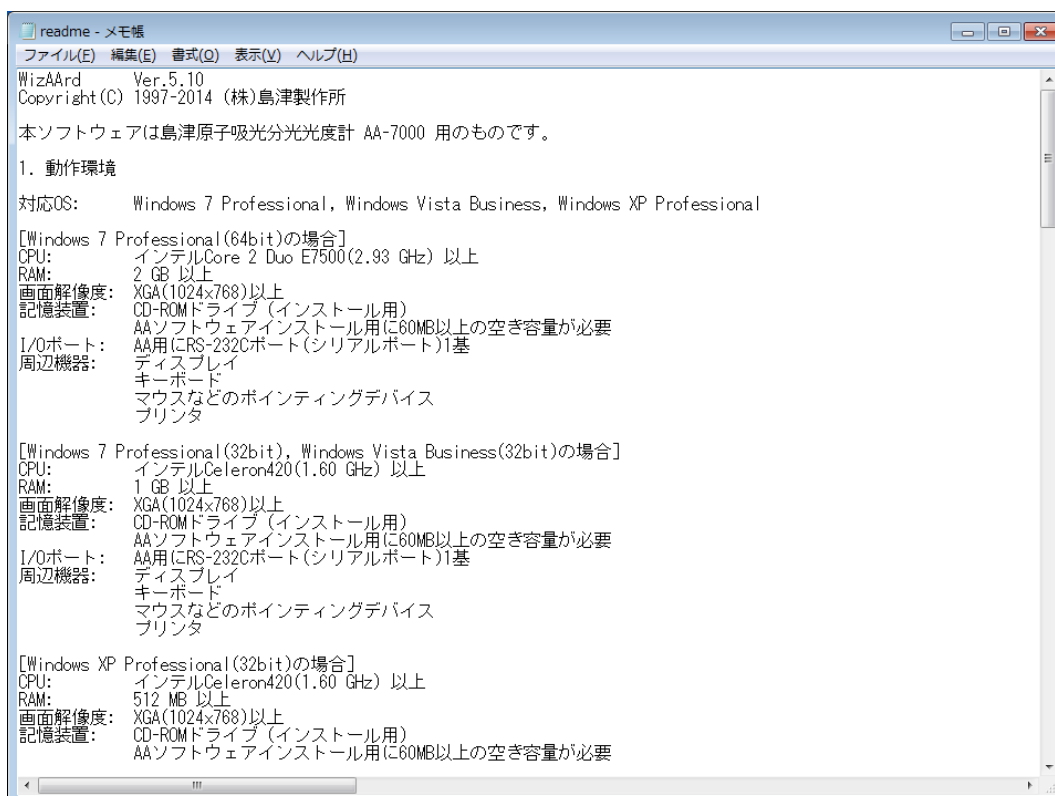 readme - メモ帳
ファイル(F) 編集(E) 書式(O) 表示(V) ヘルプ(H)
WizAArd Ver.5.10
Copyright(C) 1997-2014 (株)島津製作所
本ソフトウェアは島津原子吸光分光光度計 AA-7000 用のものです。
1. 動作環境
対応OS: Windows 7 Professional, Windows Vista Business, Windows XP Professional
[Windows 7 Professional(64bit)の場合]
CPU: インテルCore 2 Duo E7500(2.93 GHz) 以上
RAM: 2 GB 以上
画面解像度: XGA(1024x768)以上
記憶装置: CD-ROMドライブ (インストール用)
AAソフトウェアインストール用に60MB以上の空き容量が必要
I/Oポート: AA用にRS-232Cポート(シリアルポート)1基
周辺機器: ディスプレイ
キーボード
マウスなどのポインティングデバイス
プリンタ
[Windows 7 Professional(32bit), Windows Vista Business(32bit)の場合]
CPU: インテルCeleron420(1.60 GHz) 以上
RAM: 1 GB 以上
画面解像度: XGA(1024x768)以上
記憶装置: CD-ROMドライブ (インストール用)
AAソフトウェアインストール用に60MB以上の空き容量が必要
I/Oポート: AA用にRS-232Cポート(シリアルポート)1基
周辺機器: ディスプレイ
キーボード
マウスなどのポインティングデバイス
プリンタ
[Windows XP Professional(32bit)の場合]
CPU: インテルCeleron420(1.60 GHz) 以上
RAM: 512 MB 以上
画面解像度: XGA(1024x768)以上
記憶装置: CD-ROMドライブ (インストール用)
AAソフトウェアインストール用に60MB以上の空き容量が必要